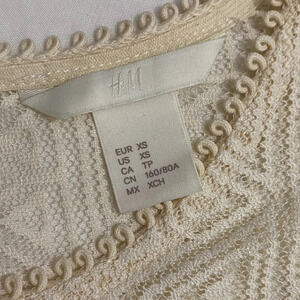 H&M
EUR XS
US XS
CA TP
CN 160/80A
MX XCH